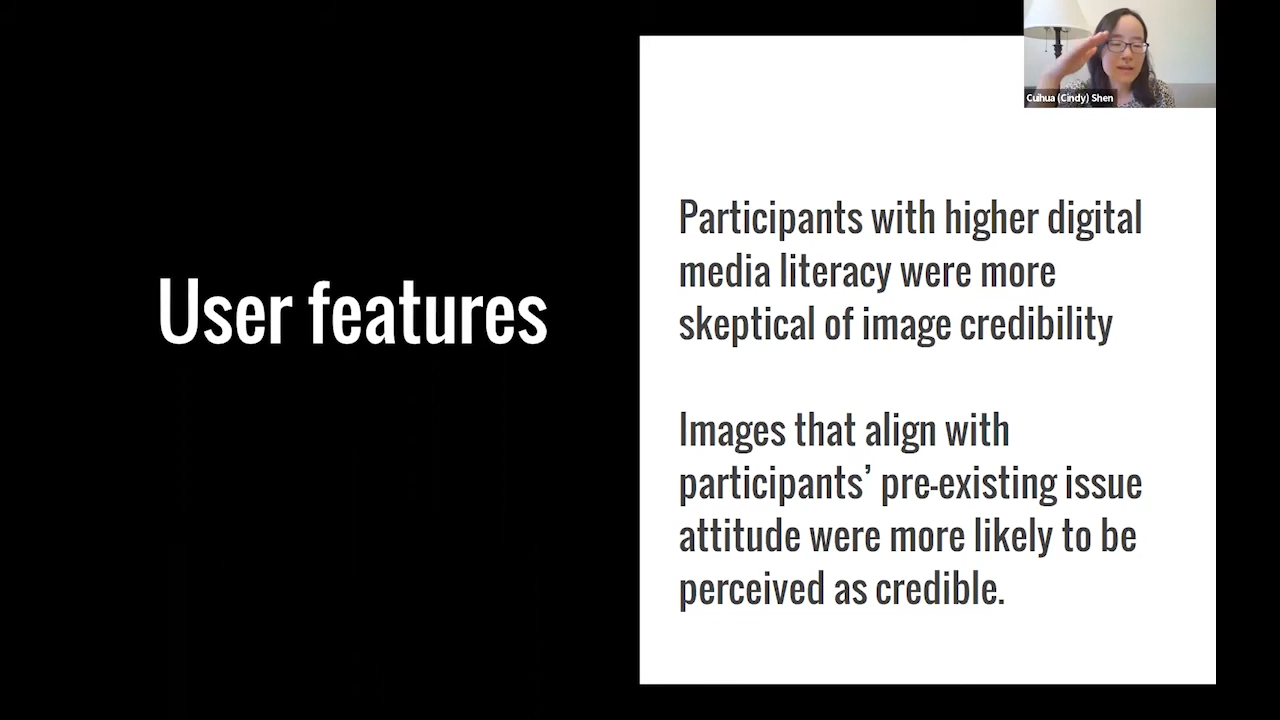 Cuihua (Cindy) Shen
User features
Participants with higher digital
media literacy were more
skeptical of image credibility
Images that align with
participants’ pre-existing issue
attitude were more likely to be
perceived as credible.